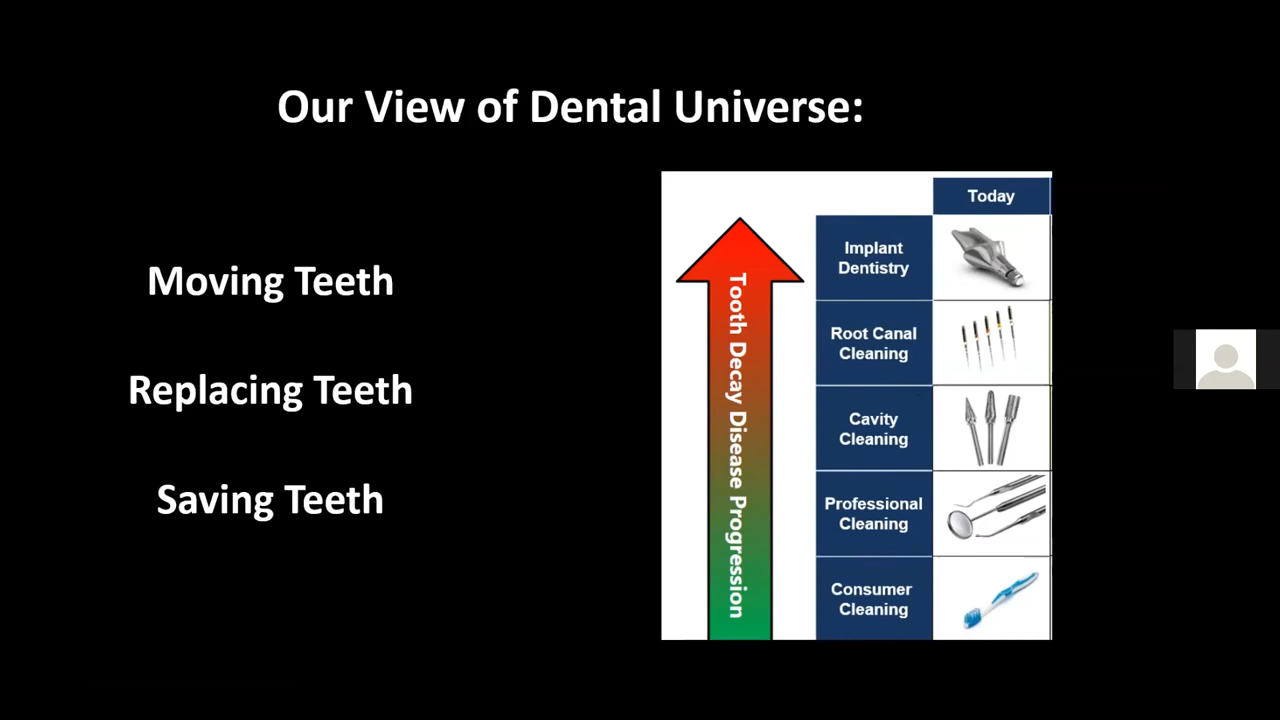 Our View of Dental Universe:
Moving Teeth
Replacing Teeth
Saving Teeth
Tooth Decay Disease Progression
Today
Implant
Dentistry
Root Canal
Cleaning
Cavity
Cleaning
Professional
Cleaning
Consumer
Cleaning